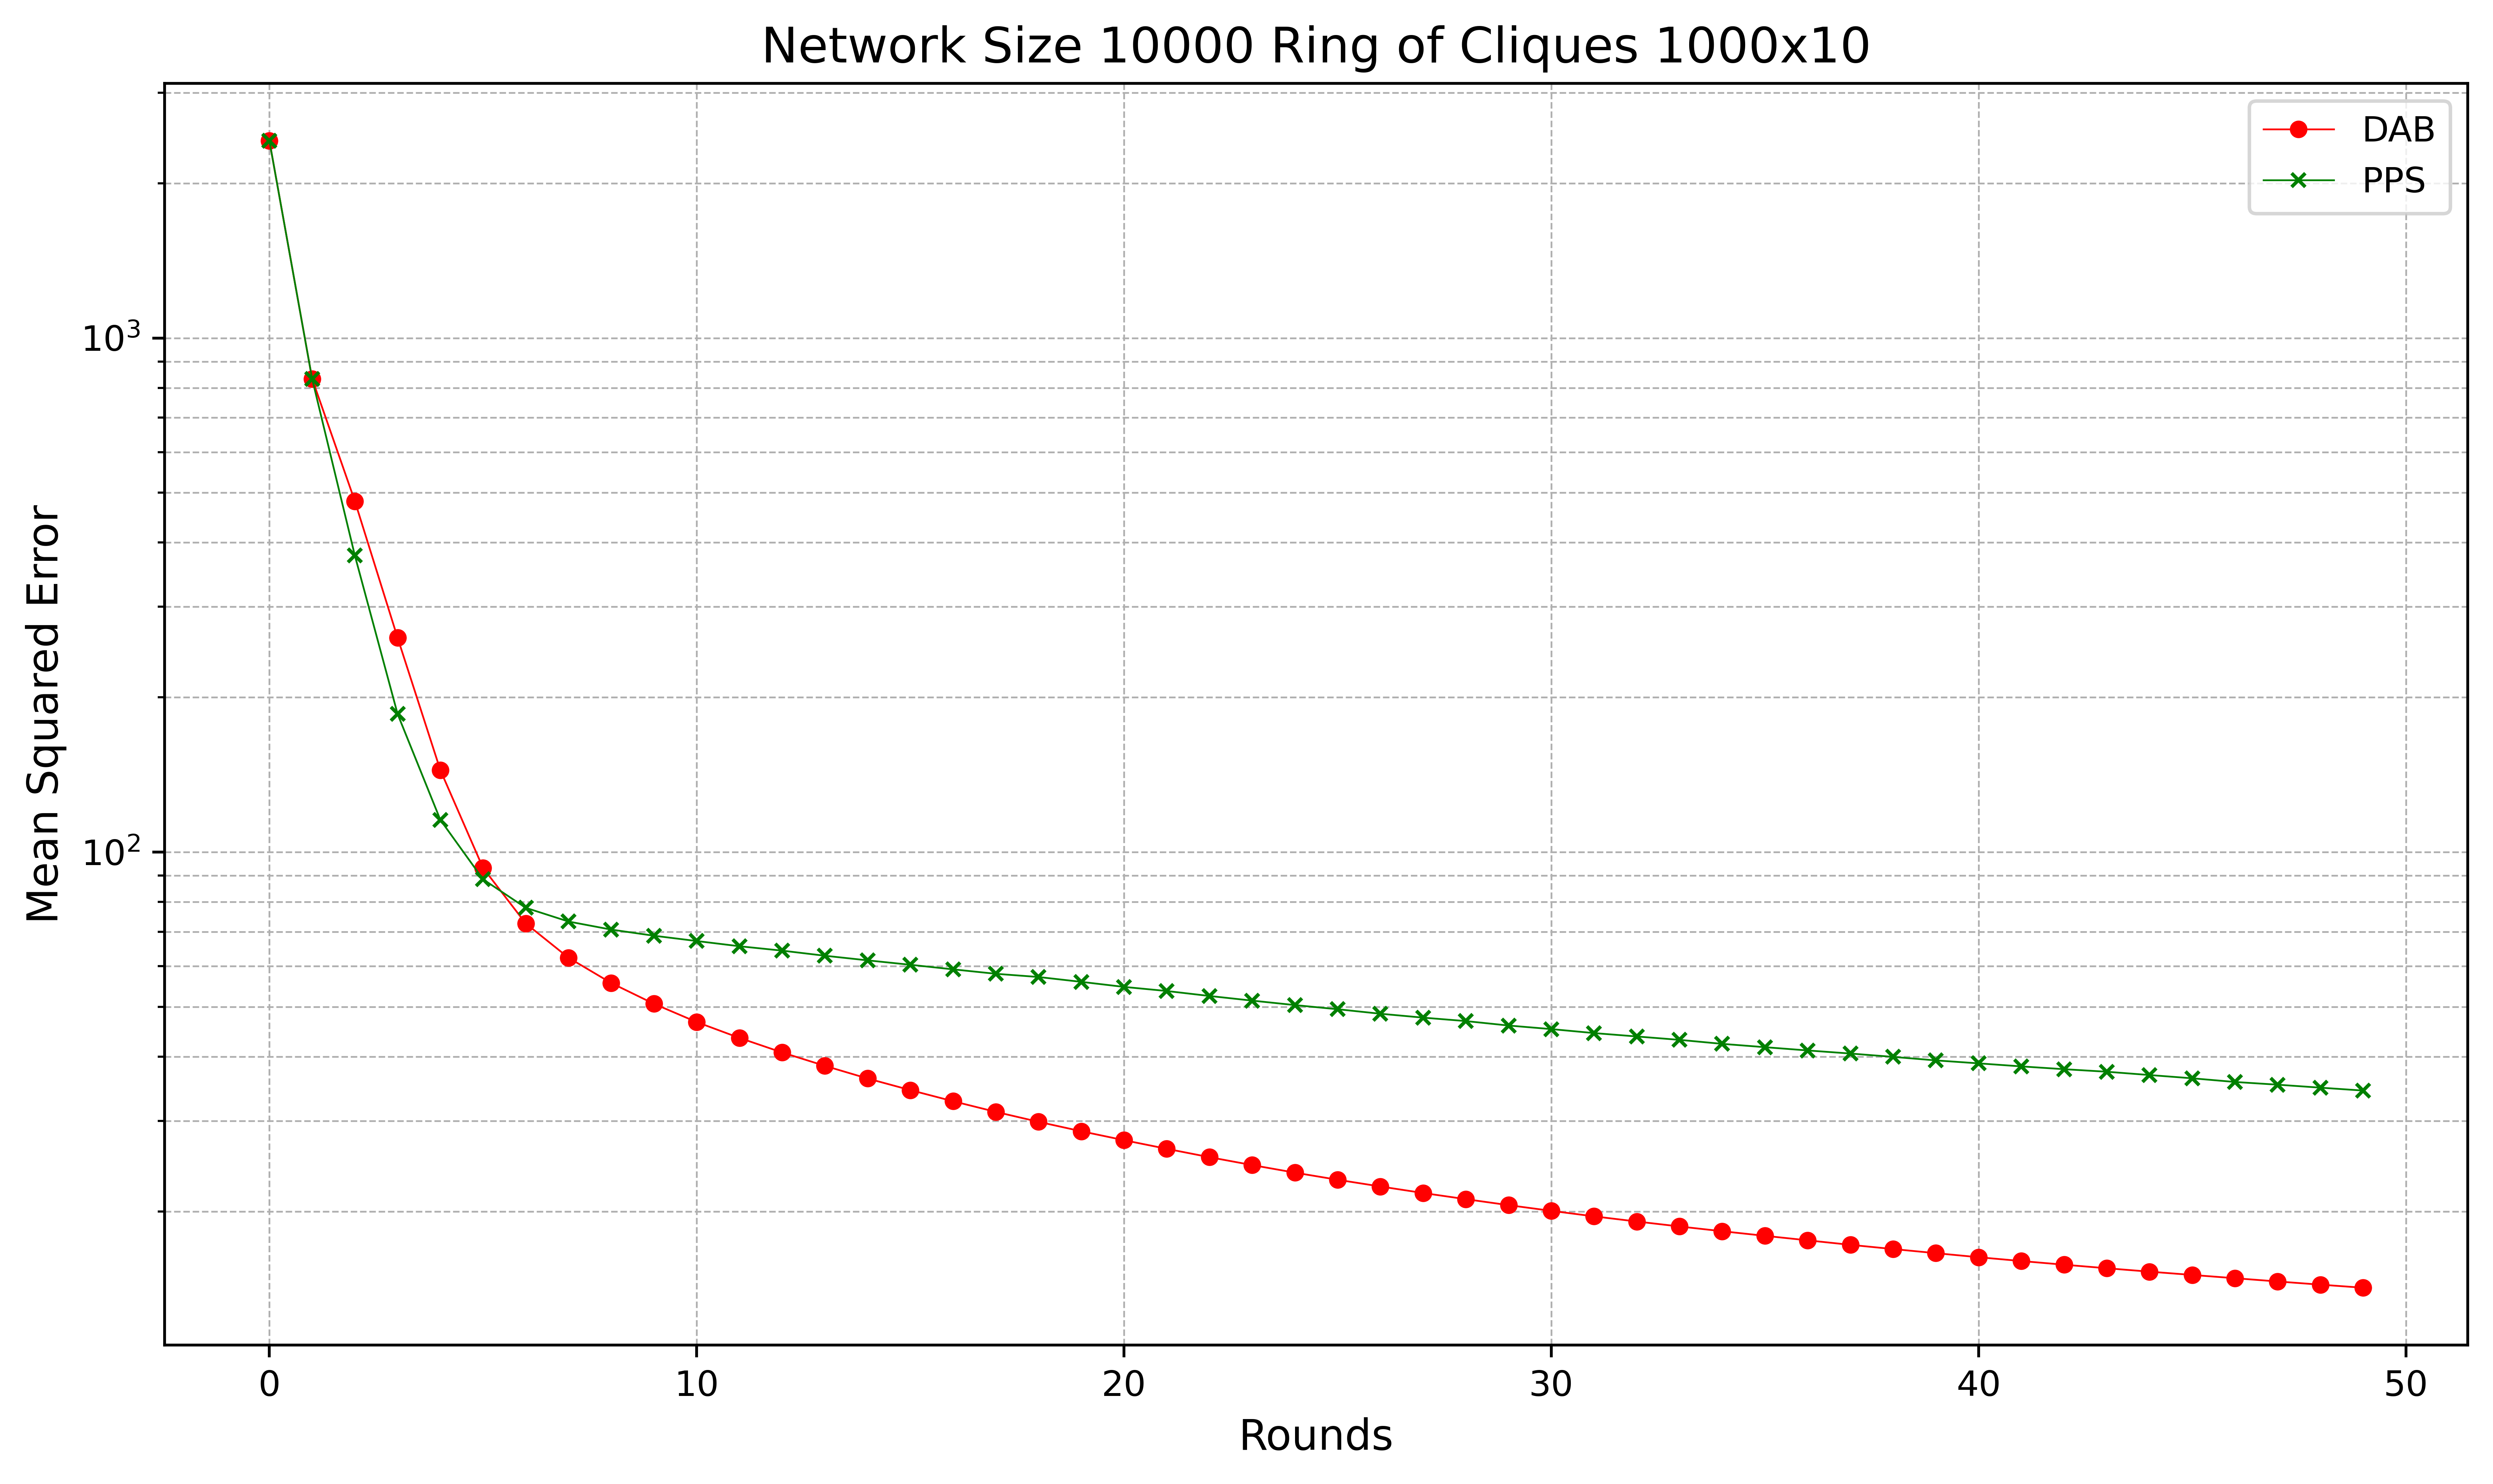 Network Size 10000 Ring of Cliques 1000x10
DAB
PPS
Mean Squared Error
10³
10²
0 10 20 30 40 50
Rounds